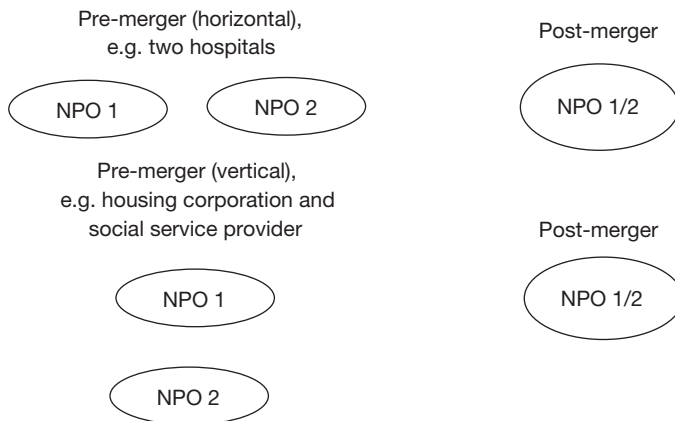 Pre-merger (horizontal),
e.g. two hospitals
Post-merger
NPO 1
NPO 2
NPO 1/2
Pre-merger (vertical),
e.g. housing corporation and
social service provider
Post-merger
NPO 1
NPO 1/2
NPO 2